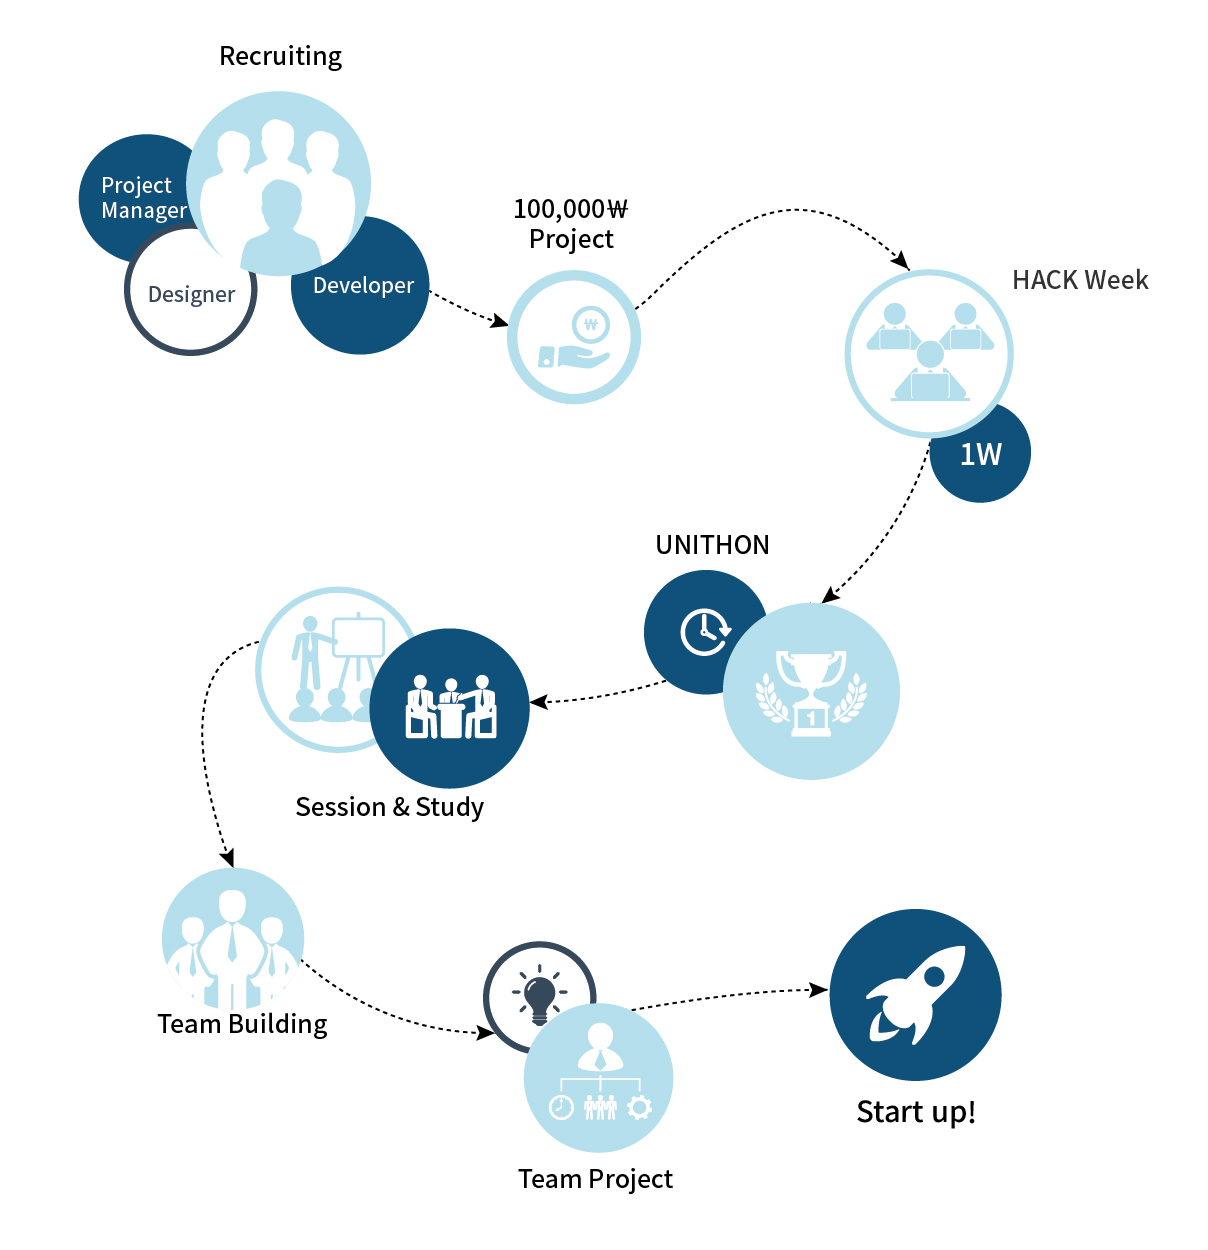 Recruiting
Project
Manager
Designer
Developer
100,000₩
Project
₩
HACK Week
1W
UNITHON
1
Session & Study
Team Building
Team Project
Start up!